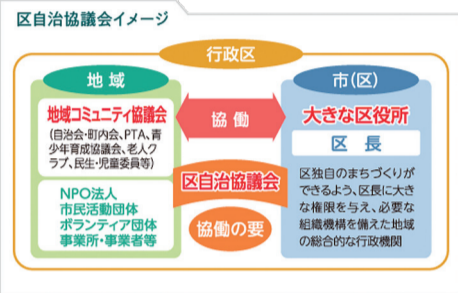 区自治協議会イメージ
行政区
地域
地域コミュニティ協議会
(自治会・町内会、PTA、青
少年育成協議会、老人ク
ラブ、民生・児童委員等)
NPO法人
市民活動団体
ボランティア団体
事業所・事業者等
協働
区自治協議会
協働の要
市(区)
大きな区役所
区長
区独自のまちづくりが
できるよう、区長に大き
な権限を与え、必要な
組織機構を備えた地域
の総合的な行政機関